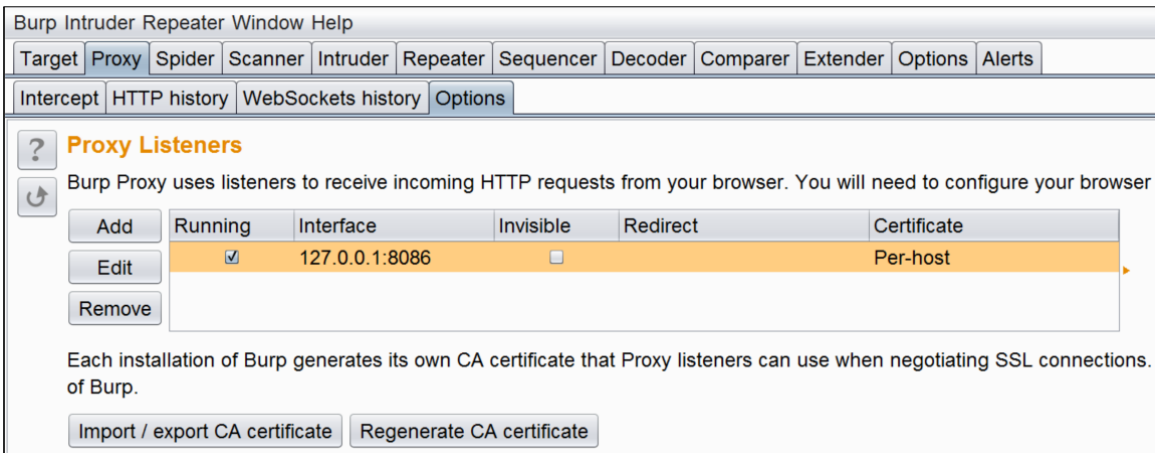 Burp Intruder Repeater Window Help
Target Proxy Spider Scanner Intruder Repeater Sequencer Decoder Comparer Extender Options Alerts
Intercept HTTP history WebSockets history Options
? Proxy Listeners
Burp Proxy uses listeners to receive incoming HTTP requests from your browser. You will need to configure your browser
Add Running Interface Invisible Redirect Certificate
Edit 127.0.0.1:8086 Per-host
Remove
Each installation of Burp generates its own CA certificate that Proxy listeners can use when negotiating SSL connections.
of Burp.
Import / export CA certificate Regenerate CA certificate